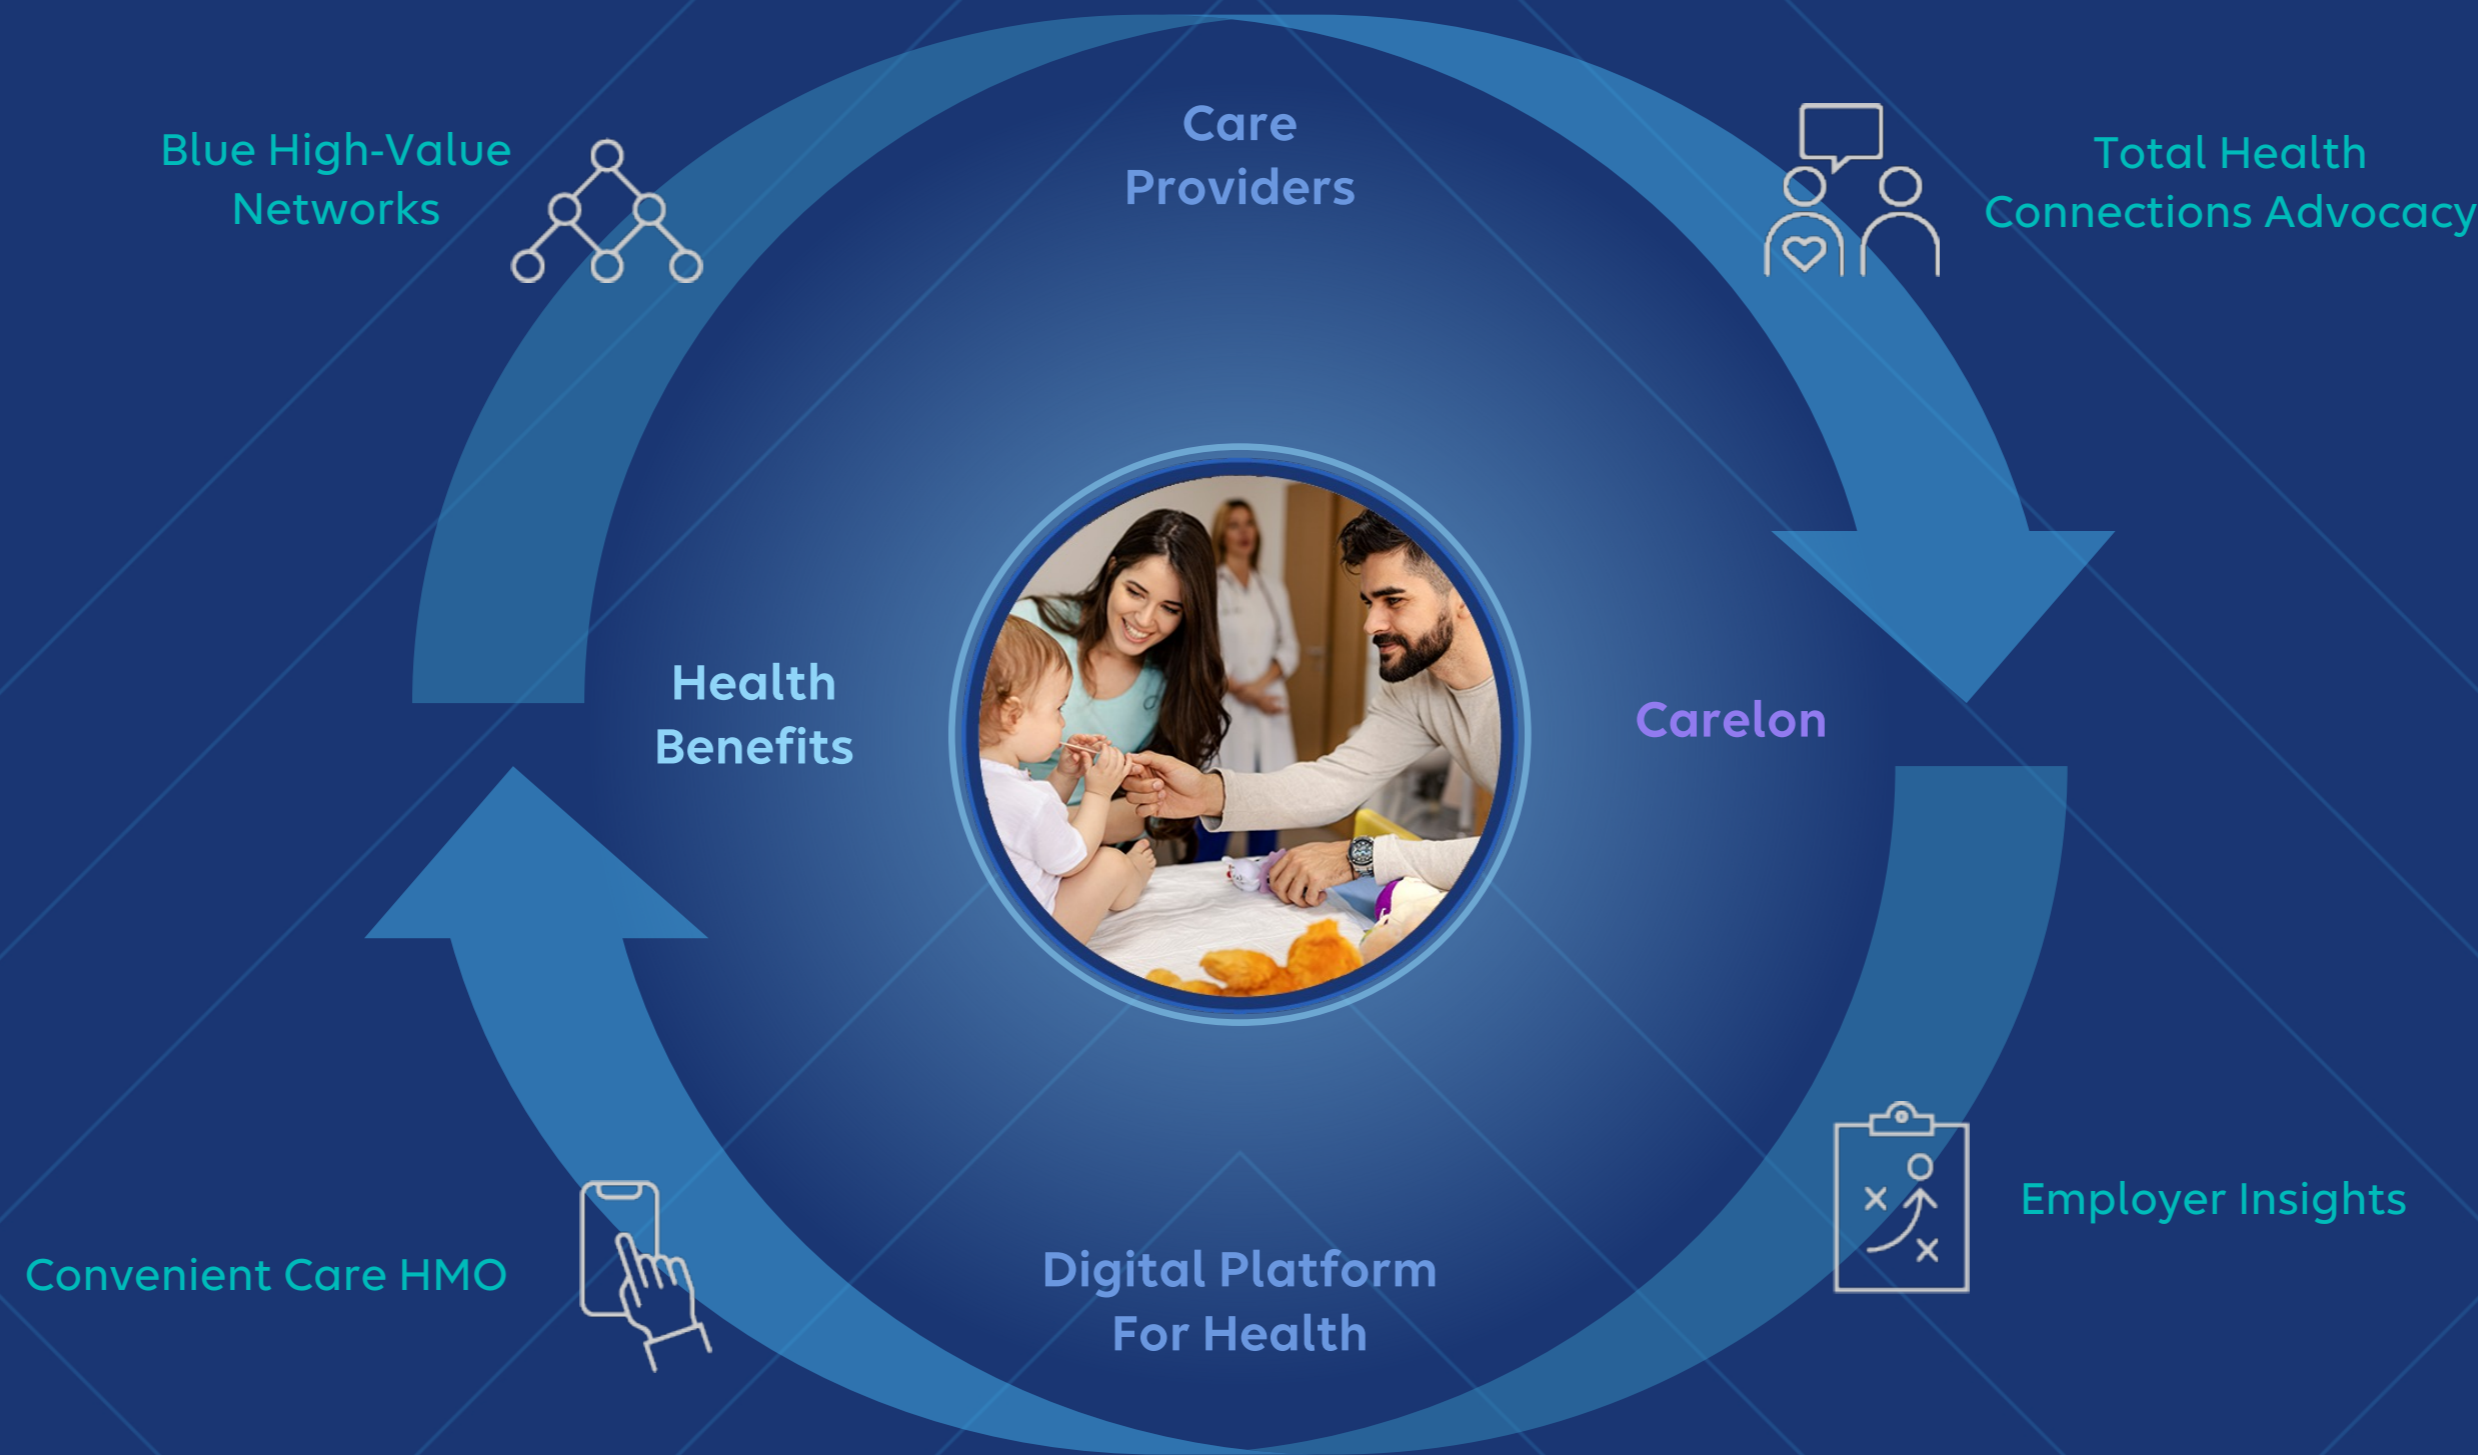 Care
Providers
Blue High-Value
Networks
Total Health
Connections Advocacy
Health
Benefits
Carelon
Employer Insights
Convenient Care HMO
Digital Platform
For Health